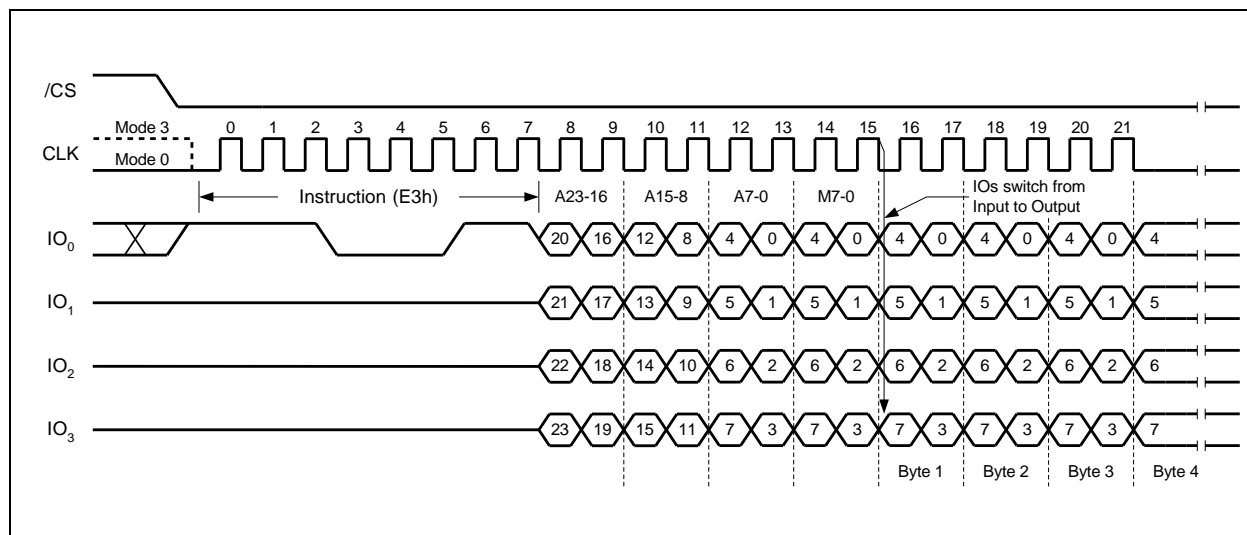 /CS
Mode 3
0 1 2 3 4 5 6 7 8 9 10 11 12 13 14 15 16 17 18 19 20 21
CLK
Mode 0
Instruction (E3h) A23-16 A15-8 A7-0 M7-0
IOs switch from
Input to Output
IO0 20 16 12 8 4 0 4 0 4 0 4 0 4 0 4
IO1 21 17 13 9 5 1 5 1 5 1 5 1 5 1 5
IO2 22 18 14 10 6 2 6 2 6 2 6 2 6 2 6
IO3 23 19 15 11 7 3 7 3 7 3 7 3 7 3 7
Byte 1 Byte 2 Byte 3 Byte 4